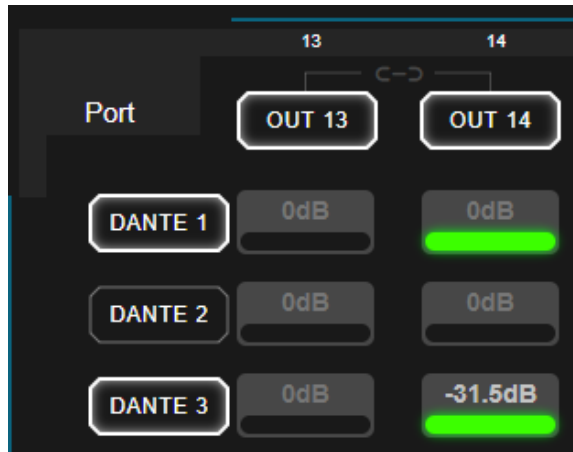 13 14
Port OUT 13 OUT 14
DANTE 1 0dB 0dB
DANTE 2 0dB 0dB
DANTE 3 0dB -31.5dB